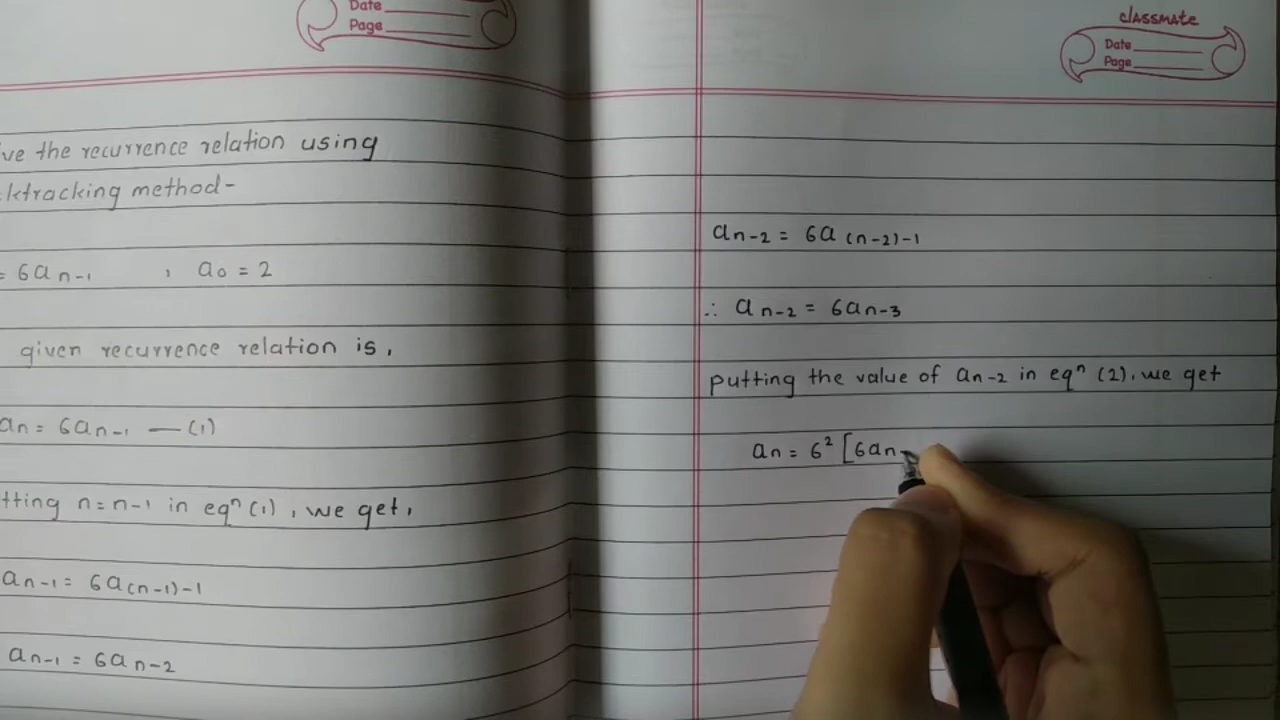 Date
Page
ve the recurrence relation using
ktracking method-
= 6an-1 , a0 = 2
given recurrence relation is,
an = 6an-1 — (1)
tting n=n-1 in eqn (1), we get,
an-1 = 6a(n-1)-1
an-1 = 6an-2
classmate
Date
Page
an-2 = 6a(n-2)-1
∴ an-2 = 6an-3
putting the value of an-2 in eqn (2), we get
an = 6² [6an-